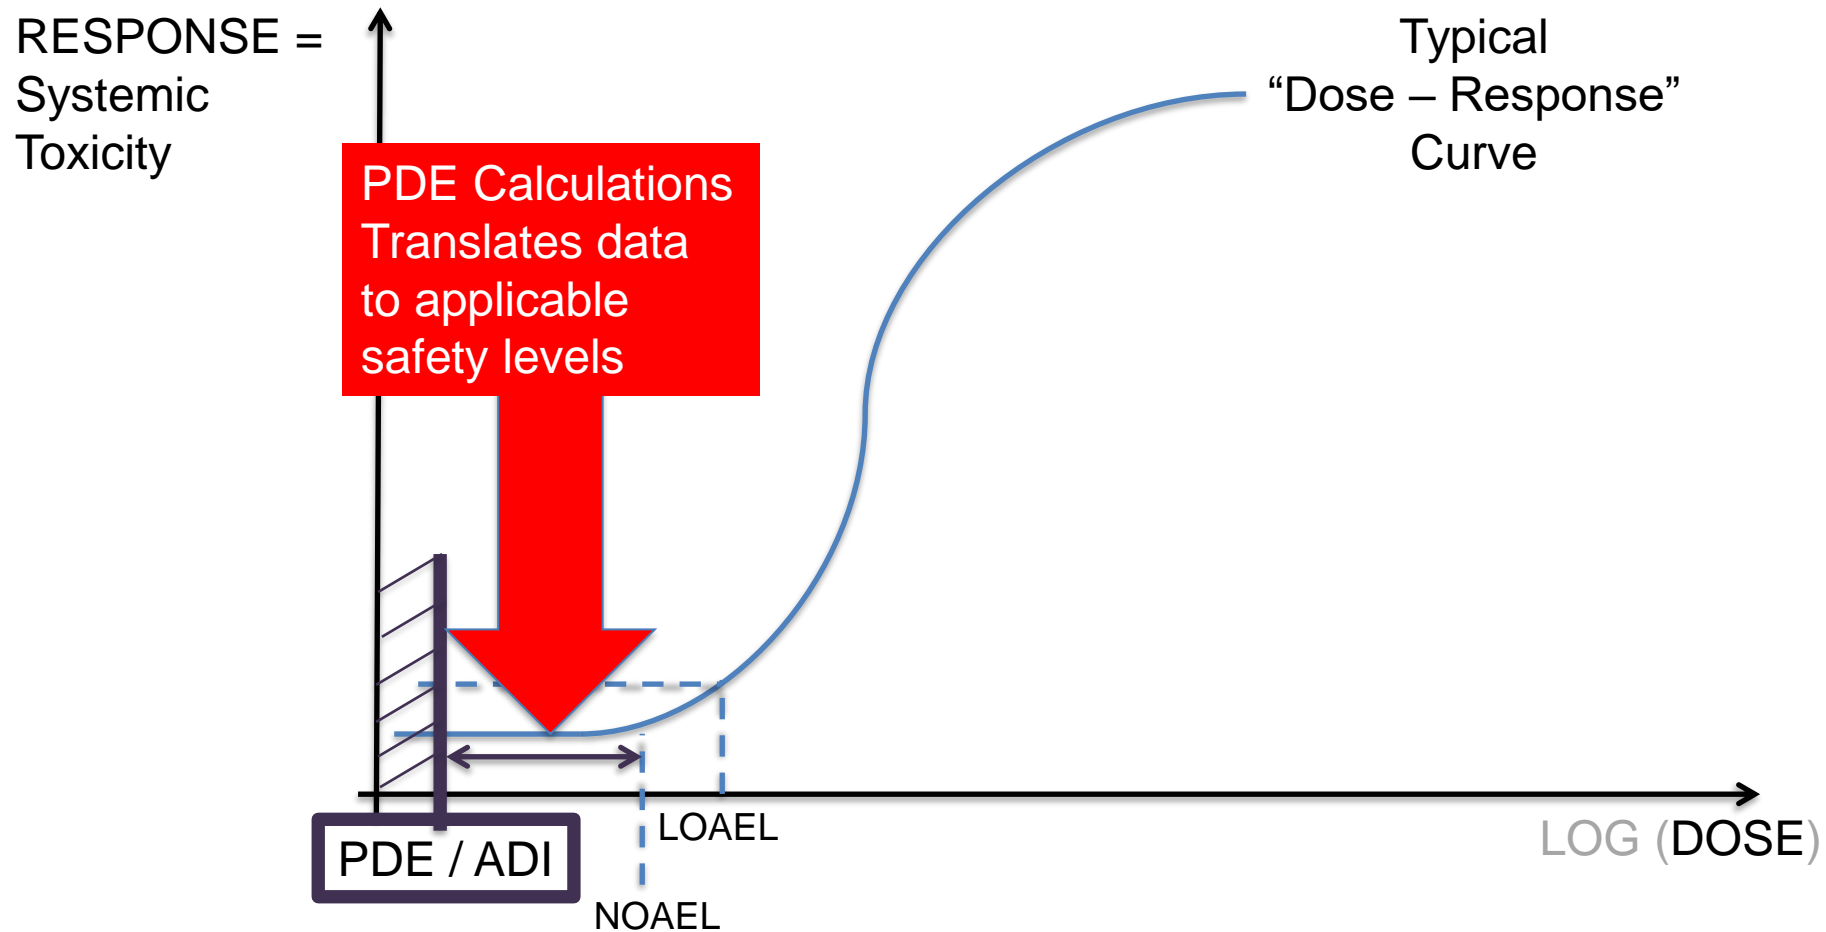 RESPONSE =
Systemic
Toxicity
Typical
“Dose – Response”
Curve
PDE Calculations
Translates data
to applicable
safety levels
LOAEL
LOG (DOSE)
PDE / ADI
NOAEL